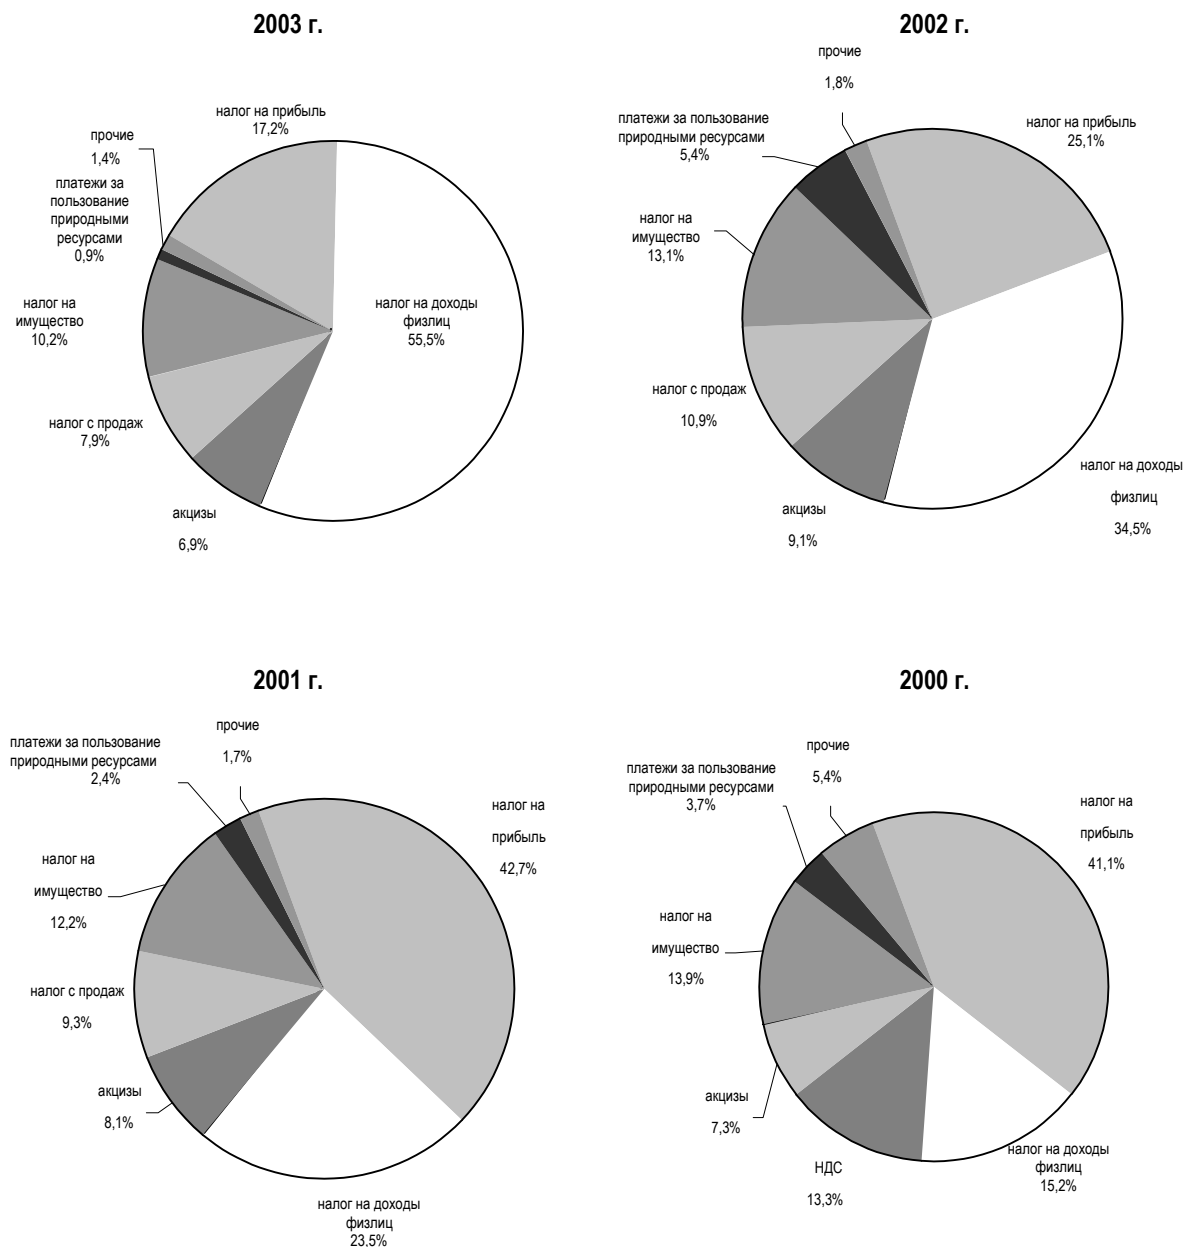 2003 г.
налог на прибыль
17,2%
прочие
1,4%
платежи за
пользование
природными
ресурсами
0,9%
налог на
имущество
10,2%
налог на доходы
физлиц
55,5%
налог с продаж
7,9%
акцизы
6,9%
2002 г.
прочие
1,8%
платежи за пользование
природными ресурсами
5,4%
налог на прибыль
25,1%
налог на
имущество
13,1%
налог с продаж
10,9%
налог на доходы
физлиц
34,5%
акцизы
9,1%
2001 г.
прочие
1,7%
платежи за пользование
природными ресурсами
2,4%
налог на
прибыль
42,7%
налог на
имущество
12,2%
налог с продаж
9,3%
акцизы
8,1%
налог на доходы
физлиц
23,5%
2000 г.
прочие
5,4%
платежи за пользование
природными ресурсами
3,7%
налог на
прибыль
41,1%
налог на
имущество
13,9%
акцизы
7,3%
НДС
13,3%
налог на доходы
физлиц
15,2%